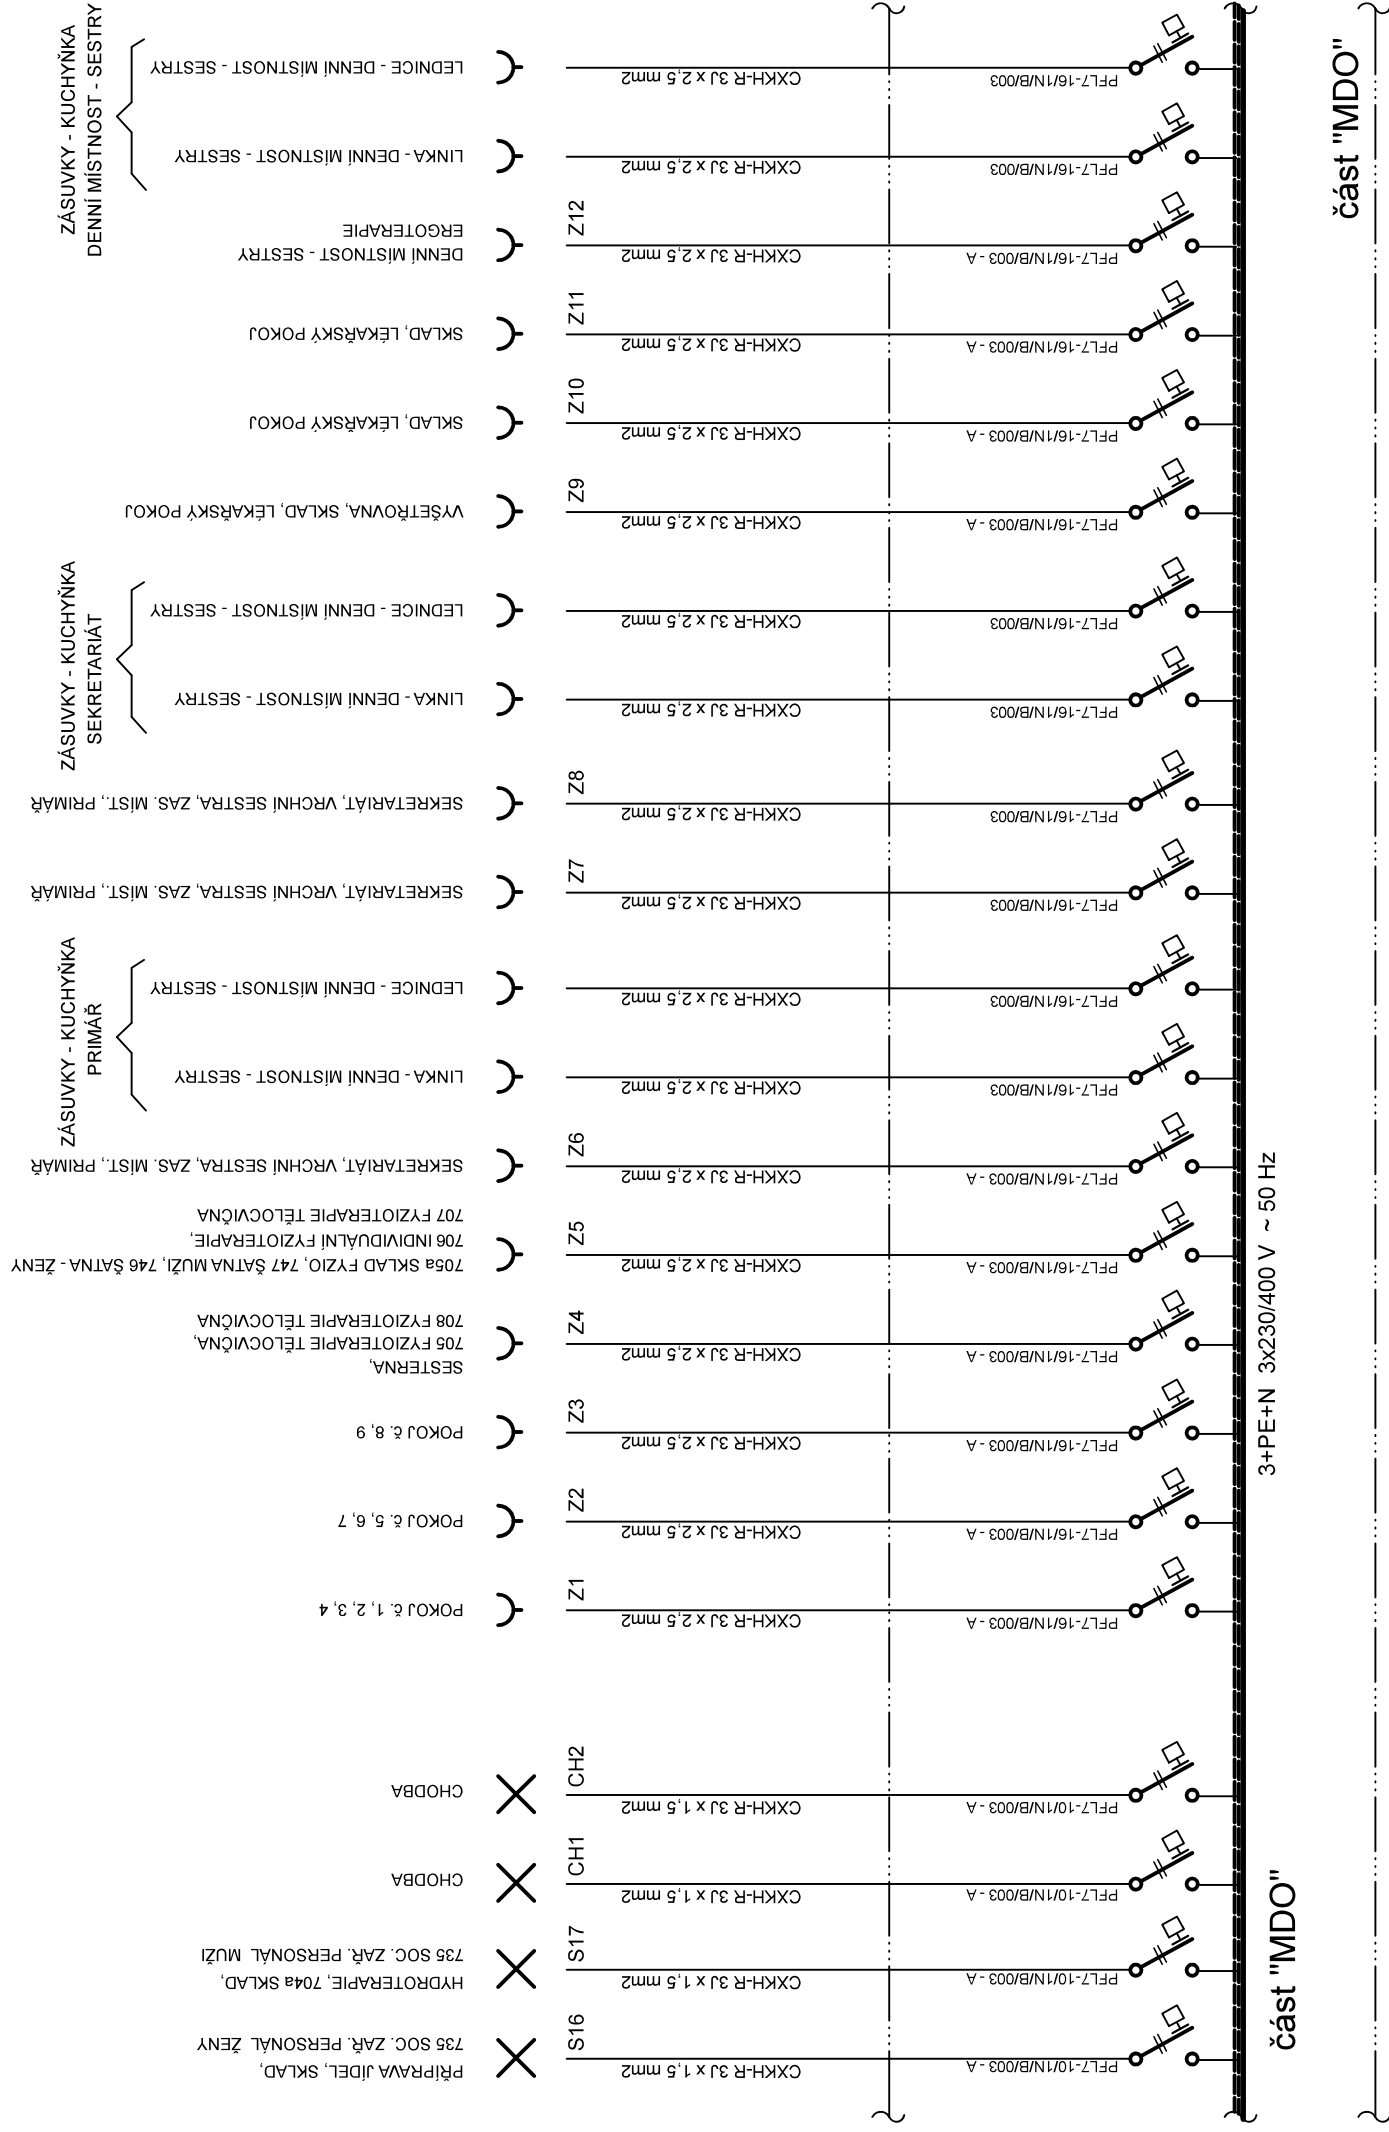 ZÁSUVKY - KUCHYŇKA
DENNÍ MÍSTNOST - SESTRY
LEDNICE - DENNÍ MÍSTNOST - SESTRY
CXKH-R 3J x 2,5 mm2
PFL7-16/1N/B/003
LINKA - DENNÍ MÍSTNOST - SESTRY
CXKH-R 3J x 2,5 mm2
PFL7-16/1N/B/003
DENNÍ MÍSTNOST - SESTRY
ERGOTERAPIE
Z12
CXKH-R 3J x 2,5 mm2
PFL7-16/1N/B/003 - A
SKLAD, LÉKAŘSKÝ POKOJ
Z11
CXKH-R 3J x 2,5 mm2
PFL7-16/1N/B/003 - A
SKLAD, LÉKAŘSKÝ POKOJ
Z10
CXKH-R 3J x 2,5 mm2
PFL7-16/1N/B/003 - A
VYŠETŘOVNA, SKLAD, LÉKAŘSKÝ POKOJ
Z9
CXKH-R 3J x 2,5 mm2
PFL7-16/1N/B/003 - A
ZÁSUVKY - KUCHYŇKA
SEKRETARIÁT
LEDNICE - DENNÍ MÍSTNOST - SESTRY
CXKH-R 3J x 2,5 mm2
PFL7-16/1N/B/003
LINKA - DENNÍ MÍSTNOST - SESTRY
CXKH-R 3J x 2,5 mm2
PFL7-16/1N/B/003
SEKRETARIÁT, VRCHNÍ SESTRA, ZAS. MÍST., PRIMÁŘ
Z8
CXKH-R 3J x 2,5 mm2
PFL7-16/1N/B/003
SEKRETARIÁT, VRCHNÍ SESTRA, ZAS. MÍST., PRIMÁŘ
Z7
CXKH-R 3J x 2,5 mm2
PFL7-16/1N/B/003
ZÁSUVKY - KUCHYŇKA
PRIMÁŘ
LEDNICE - DENNÍ MÍSTNOST - SESTRY
CXKH-R 3J x 2,5 mm2
PFL7-16/1N/B/003
LINKA - DENNÍ MÍSTNOST - SESTRY
CXKH-R 3J x 2,5 mm2
PFL7-16/1N/B/003
SEKRETARIÁT, VRCHNÍ SESTRA, ZAS. MÍST., PRIMÁŘ
Z6
CXKH-R 3J x 2,5 mm2
PFL7-16/1N/B/003 - A
705a SKLAD FYZIO, 747 ŠATNA MUŽI, 746 ŠATNA - ŽENY
706 INDIVIDUÁLNÍ FYZIOTERAPIE,
707 FYZIOTERAPIE TĚLOCVIČNA
Z5
CXKH-R 3J x 2,5 mm2
PFL7-16/1N/B/003 - A
SESTERNA,
705 FYZIOTERAPIE TĚLOCVIČNA,
708 FYZIOTERAPIE TĚLOCVIČNA
Z4
CXKH-R 3J x 2,5 mm2
PFL7-16/1N/B/003 - A
POKOJ č. 8, 9
Z3
CXKH-R 3J x 2,5 mm2
PFL7-16/1N/B/003 - A
POKOJ č. 5, 6, 7
Z2
CXKH-R 3J x 2,5 mm2
PFL7-16/1N/B/003 - A
POKOJ č. 1, 2, 3, 4
Z1
CXKH-R 3J x 2,5 mm2
PFL7-16/1N/B/003 - A
CHODBA
CH2
CXKH-R 3J x 1,5 mm2
PFL7-10/1N/B/003 - A
CHODBA
CH1
CXKH-R 3J x 1,5 mm2
PFL7-10/1N/B/003 - A
HYDROTERAPIE, 704a SKLAD,
735 SOC. ZAŘ. PERSONÁL MUŽI
S17
CXKH-R 3J x 1,5 mm2
PFL7-10/1N/B/003 - A
PŘÍPRAVA JÍDEL, SKLAD,
735 SOC. ZAŘ. PERSONÁL ŽENY
S16
CXKH-R 3J x 1,5 mm2
PFL7-10/1N/B/003 - A
3+PE+N 3x230/400 V ~ 50 Hz
část "MDO"
část "MDO"